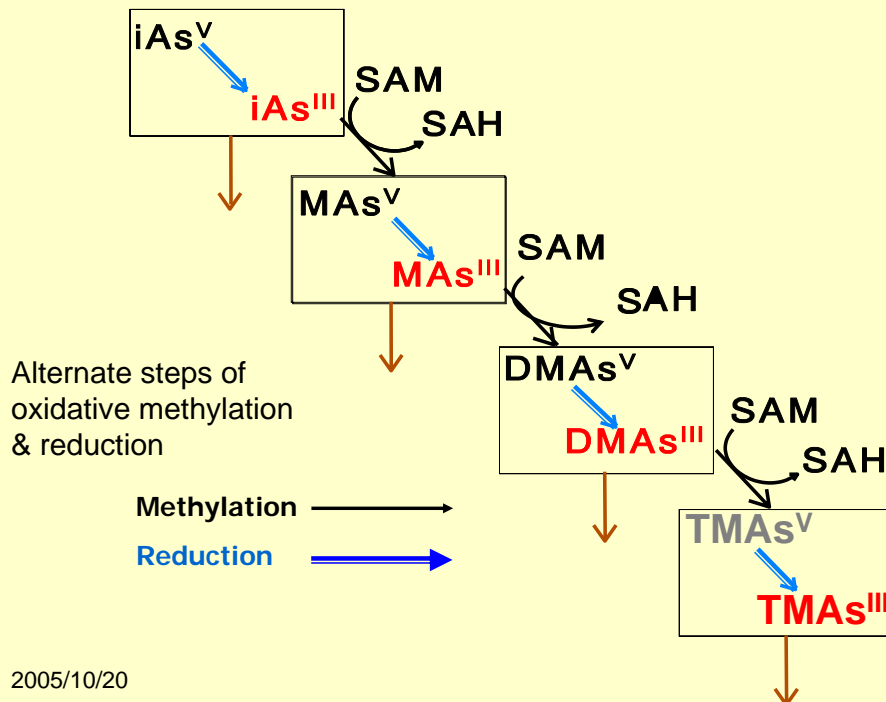 iAsⱽ
iAsᴵᴵᴵ
SAM
SAH
MAsⱽ
MAsᴵᴵᴵ
SAM
SAH
DMAsⱽ
DMAsᴵᴵᴵ
SAM
SAH
TMAsⱽ
TMAsᴵᴵᴵ
Alternate steps of
oxidative methylation
& reduction
Methylation
Reduction
2005/10/20